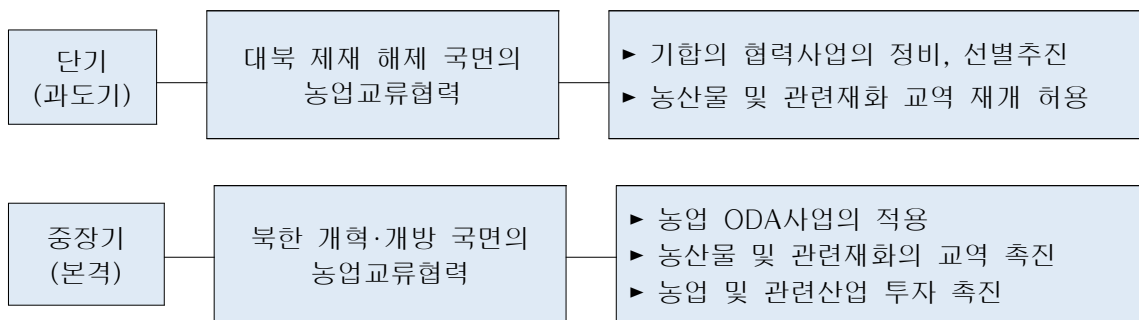 단기
(과도기)
대북 제재 해제 국면의
농업교류협력
► 기합의 협력사업의 정비, 선별추진
► 농산물 및 관련재화 교역 재개 허용
중장기
(본격)
북한 개혁·개방 국면의
농업교류협력
► 농업 ODA사업의 적용
► 농산물 및 관련재화의 교역 촉진
► 농업 및 관련산업 투자 촉진